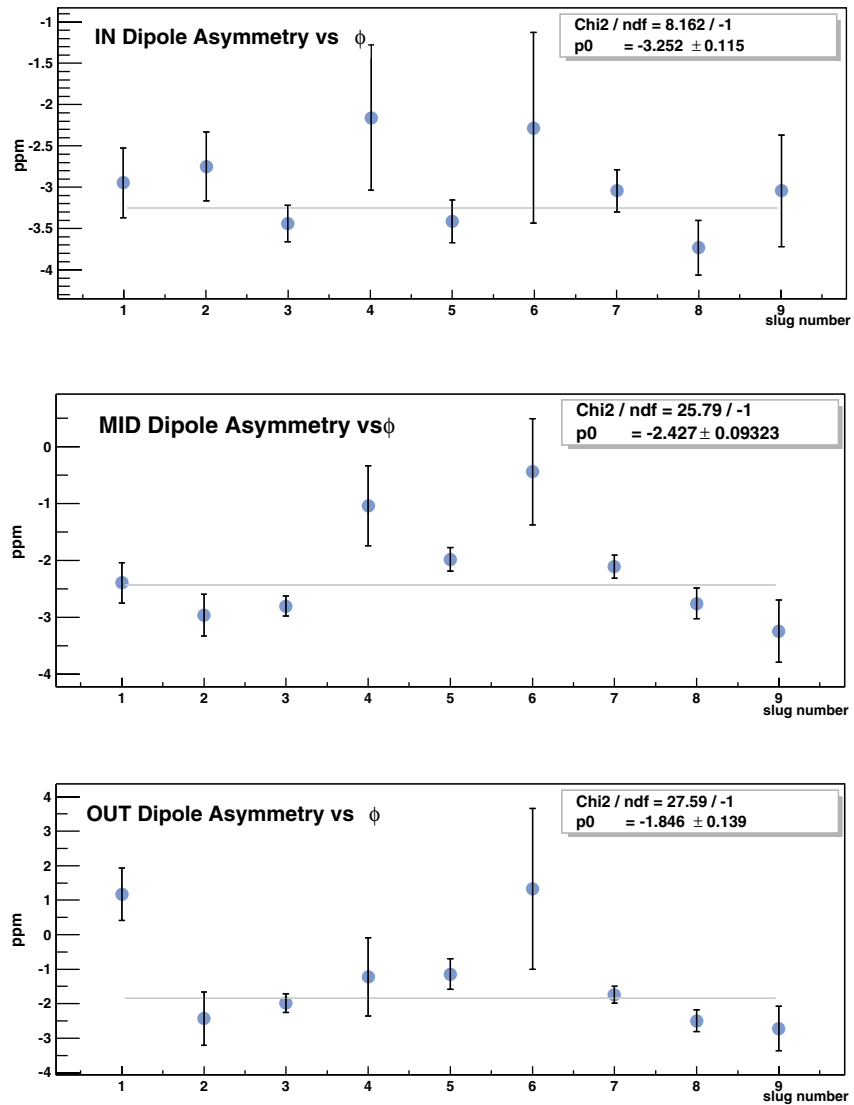 IN Dipole Asymmetry vs ϕ
Chi2 / ndf = 8.162 / -1
p0 = -3.252 ± 0.115
ppm
-1
-1.5
-2
-2.5
-3
-3.5
-4
1 2 3 4 5 6 7 8 9
slug number
MID Dipole Asymmetry vsϕ
Chi2 / ndf = 25.79 / -1
p0 = -2.427 ± 0.09323
ppm
0
-1
-2
-3
-4
1 2 3 4 5 6 7 8 9
slug number
OUT Dipole Asymmetry vs ϕ
Chi2 / ndf = 27.59 / -1
p0 = -1.846 ± 0.139
ppm
4
3
2
1
0
-1
-2
-3
-4
1 2 3 4 5 6 7 8 9
slug number